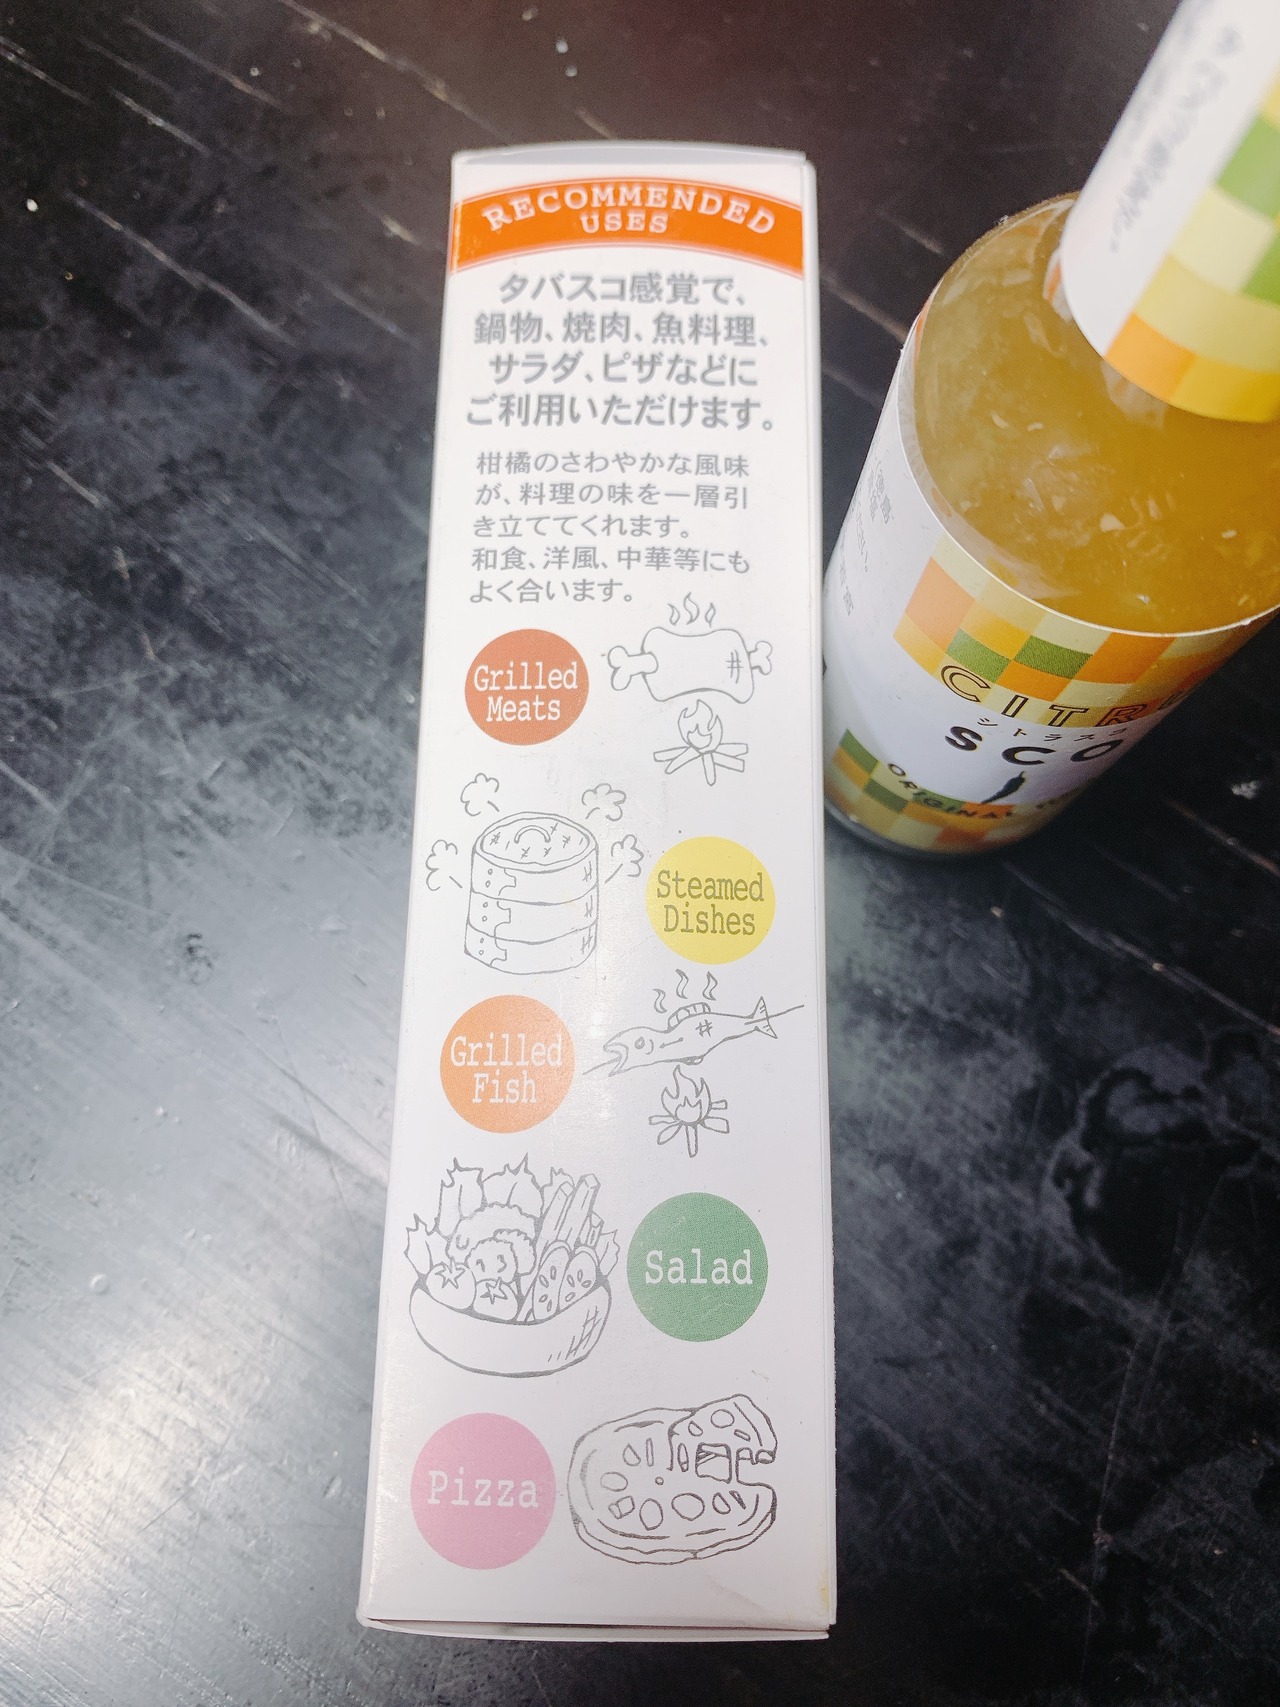 RECOMMENDED
USES
タバスコ感覚で、
鍋物、焼肉、魚料理、
サラダ、ピザなどに
ご利用いただけます。
柑橘のさわやかな風味
が、料理の味を一層引
き立ててくれます。
和食、洋風、中華等にも
よく合います。
Grilled
Meats
Steamed
Dishes
Grilled
Fish
Salad
Pizza
CITR
シトラス
SCO
ORIGINAL